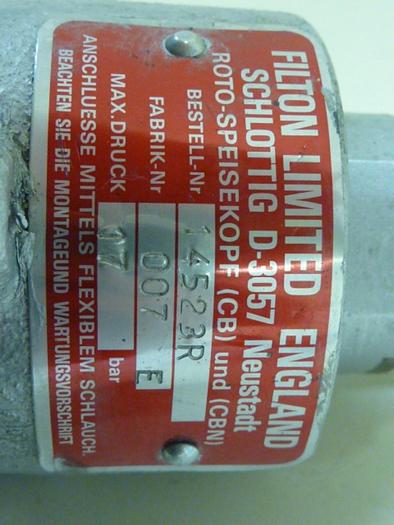 FILTON LIMITED ENGLAND
SCHLOTTIG D-3057 Neustadt
ROTO-SPEISEKOPF (CB) und (CBN)
BESTELL-Nr 14523R
FABRIK-Nr 007 E
MAX.DRUCK 17 bar
ANSCHLUESSE MITTELS FLEXIBLEM SCHLAUCH.
BEACHTEN SIE DIE MONTAGEUND WARTUNGSVORSCHRIFT